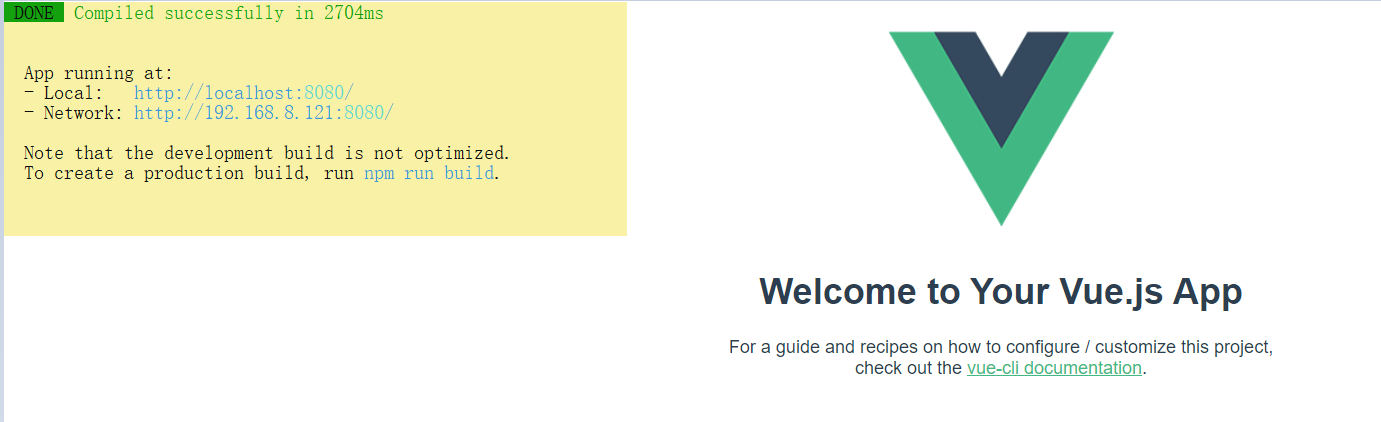 DONE Compiled successfully in 2704ms
App running at:
- Local: http://localhost:8080/
- Network: http://192.168.8.121:8080/
Note that the development build is not optimized.
To create a production build, run npm run build.
Welcome to Your Vue.js App
For a guide and recipes on how to configure / customize this project,
check out the vue-cli documentation.